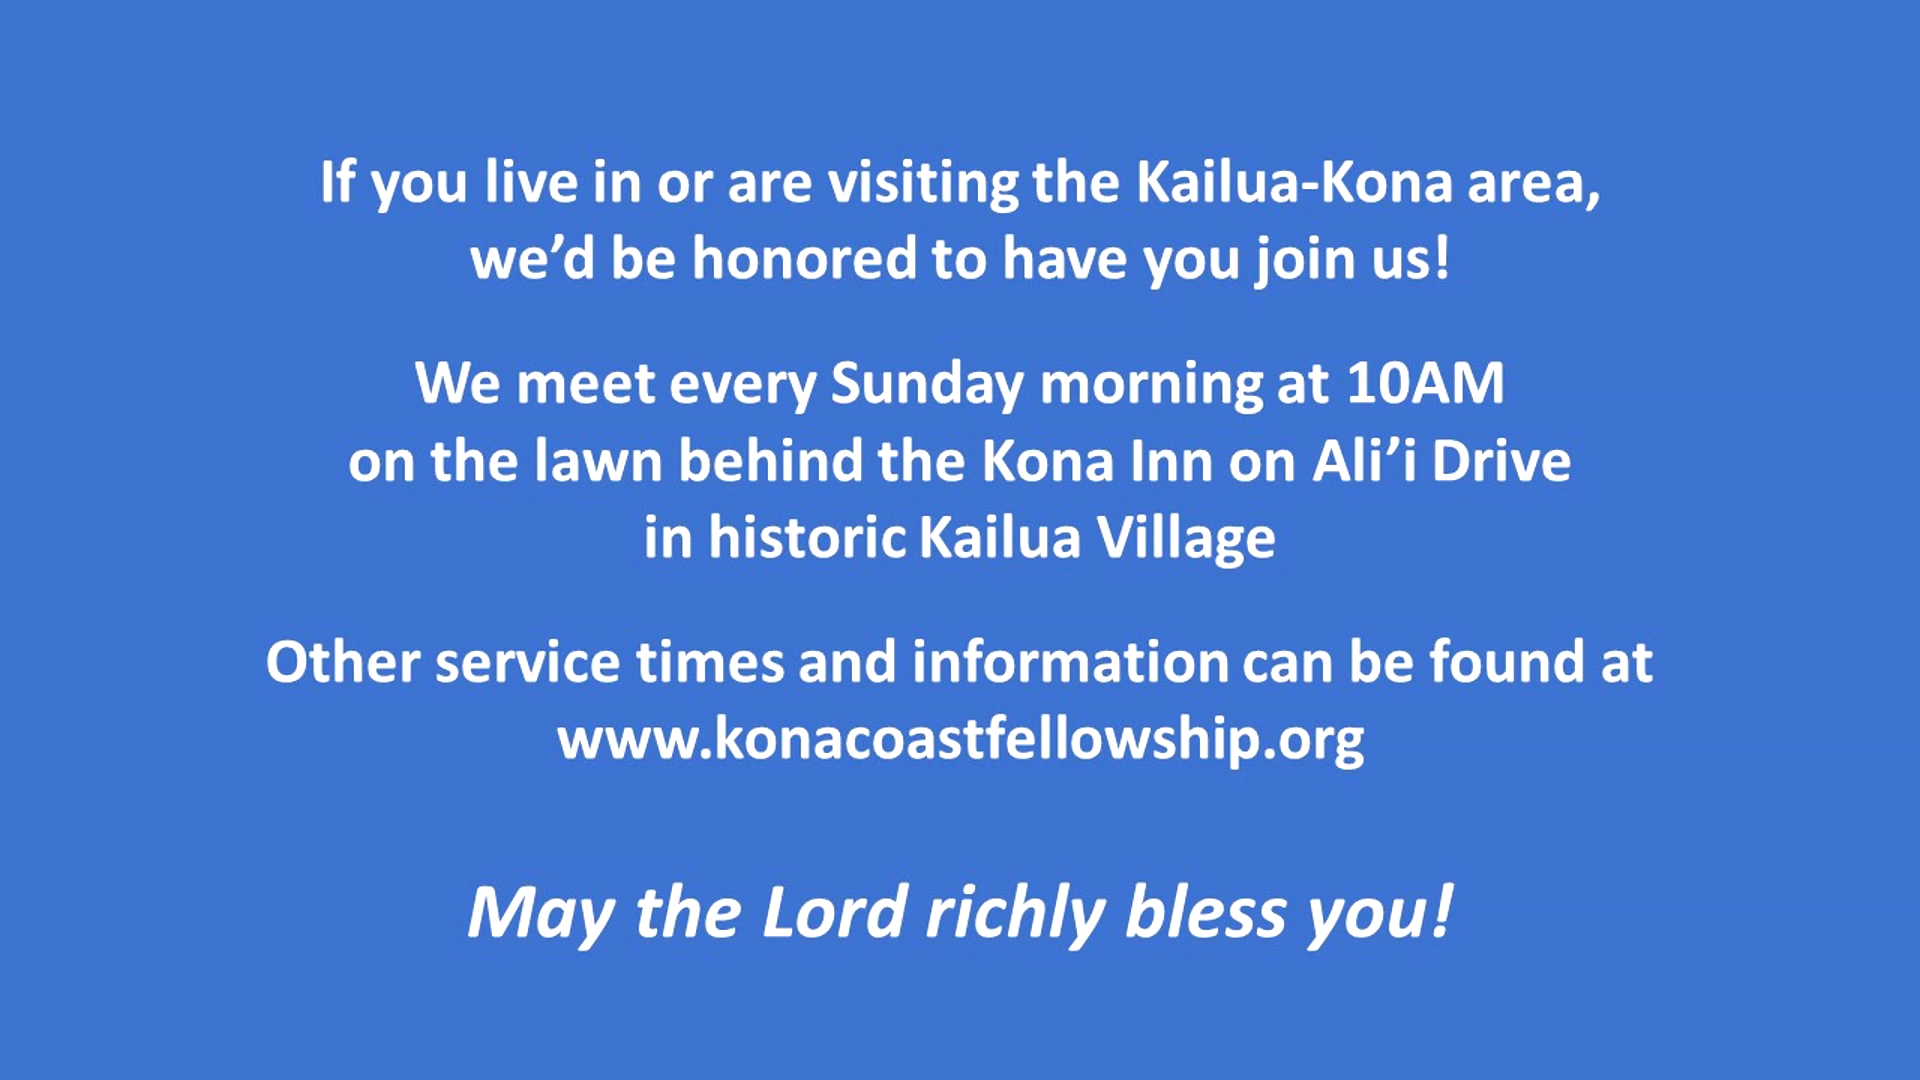 If you live in or are visiting the Kailua-Kona area,
we’d be honored to have you join us!
We meet every Sunday morning at 10AM
on the lawn behind the Kona Inn on Ali’i Drive
in historic Kailua Village
Other service times and information can be found at
www.konacoastfellowship.org
May the Lord richly bless you!